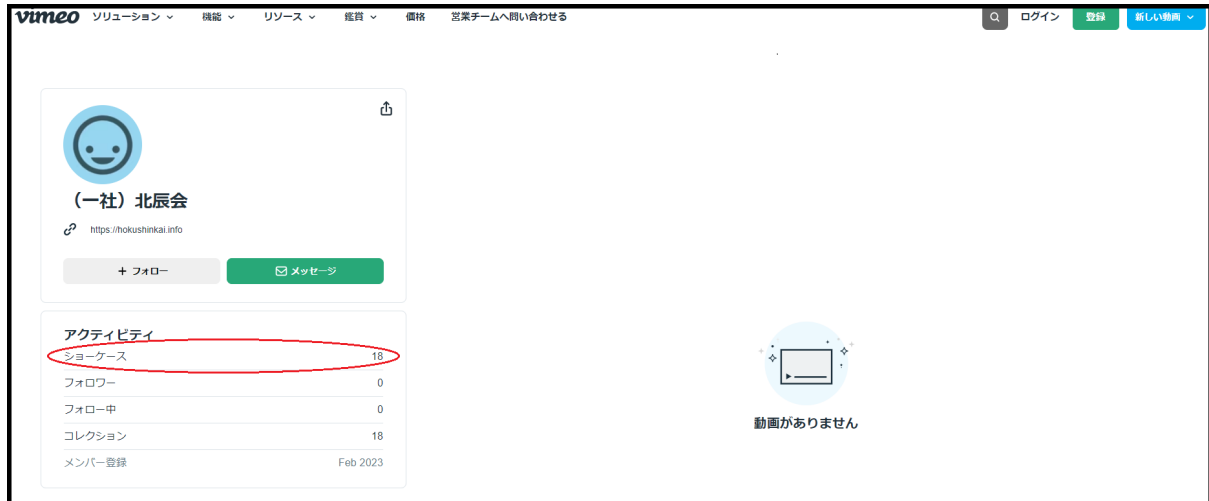 vimeo ソリューション 機能 リソース 鑑賞 価格 営業チームへ問い合わせる ログイン 登録 新しい動画
（一社）北辰会
https://hokushinkai.info
+ フォロー メッセージ
アクティビティ
ショーケース 18
フォロワー 0
フォロー中 0
コレクション 18
メンバー登録 Feb 2023
動画がありません